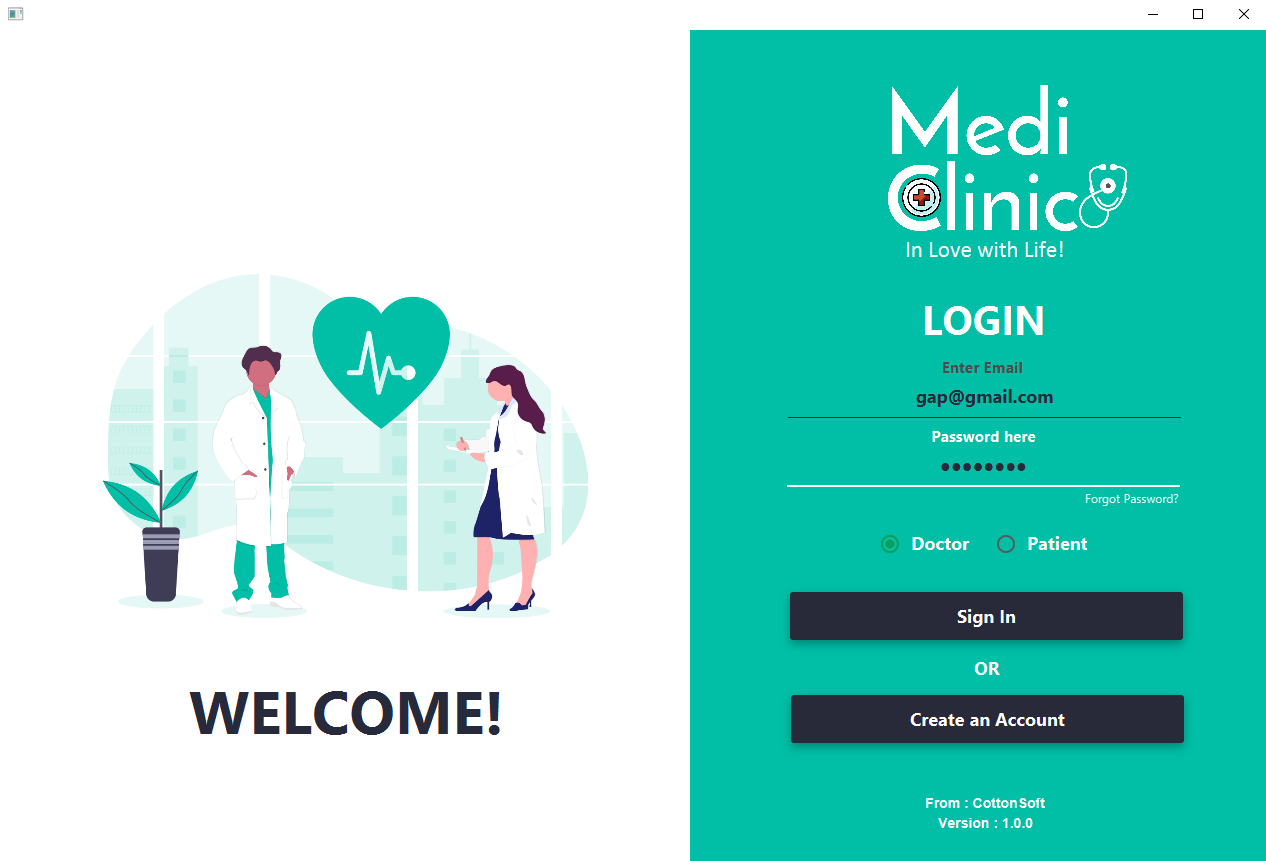 Medi
Clinic
In Love with Life!
LOGIN
Enter Email
gap@gmail.com
Password here
●●●●●●●●
Forgot Password?
Doctor Patient
Sign In
OR
Create an Account
WELCOME!
From : CottonSoft
Version : 1.0.0